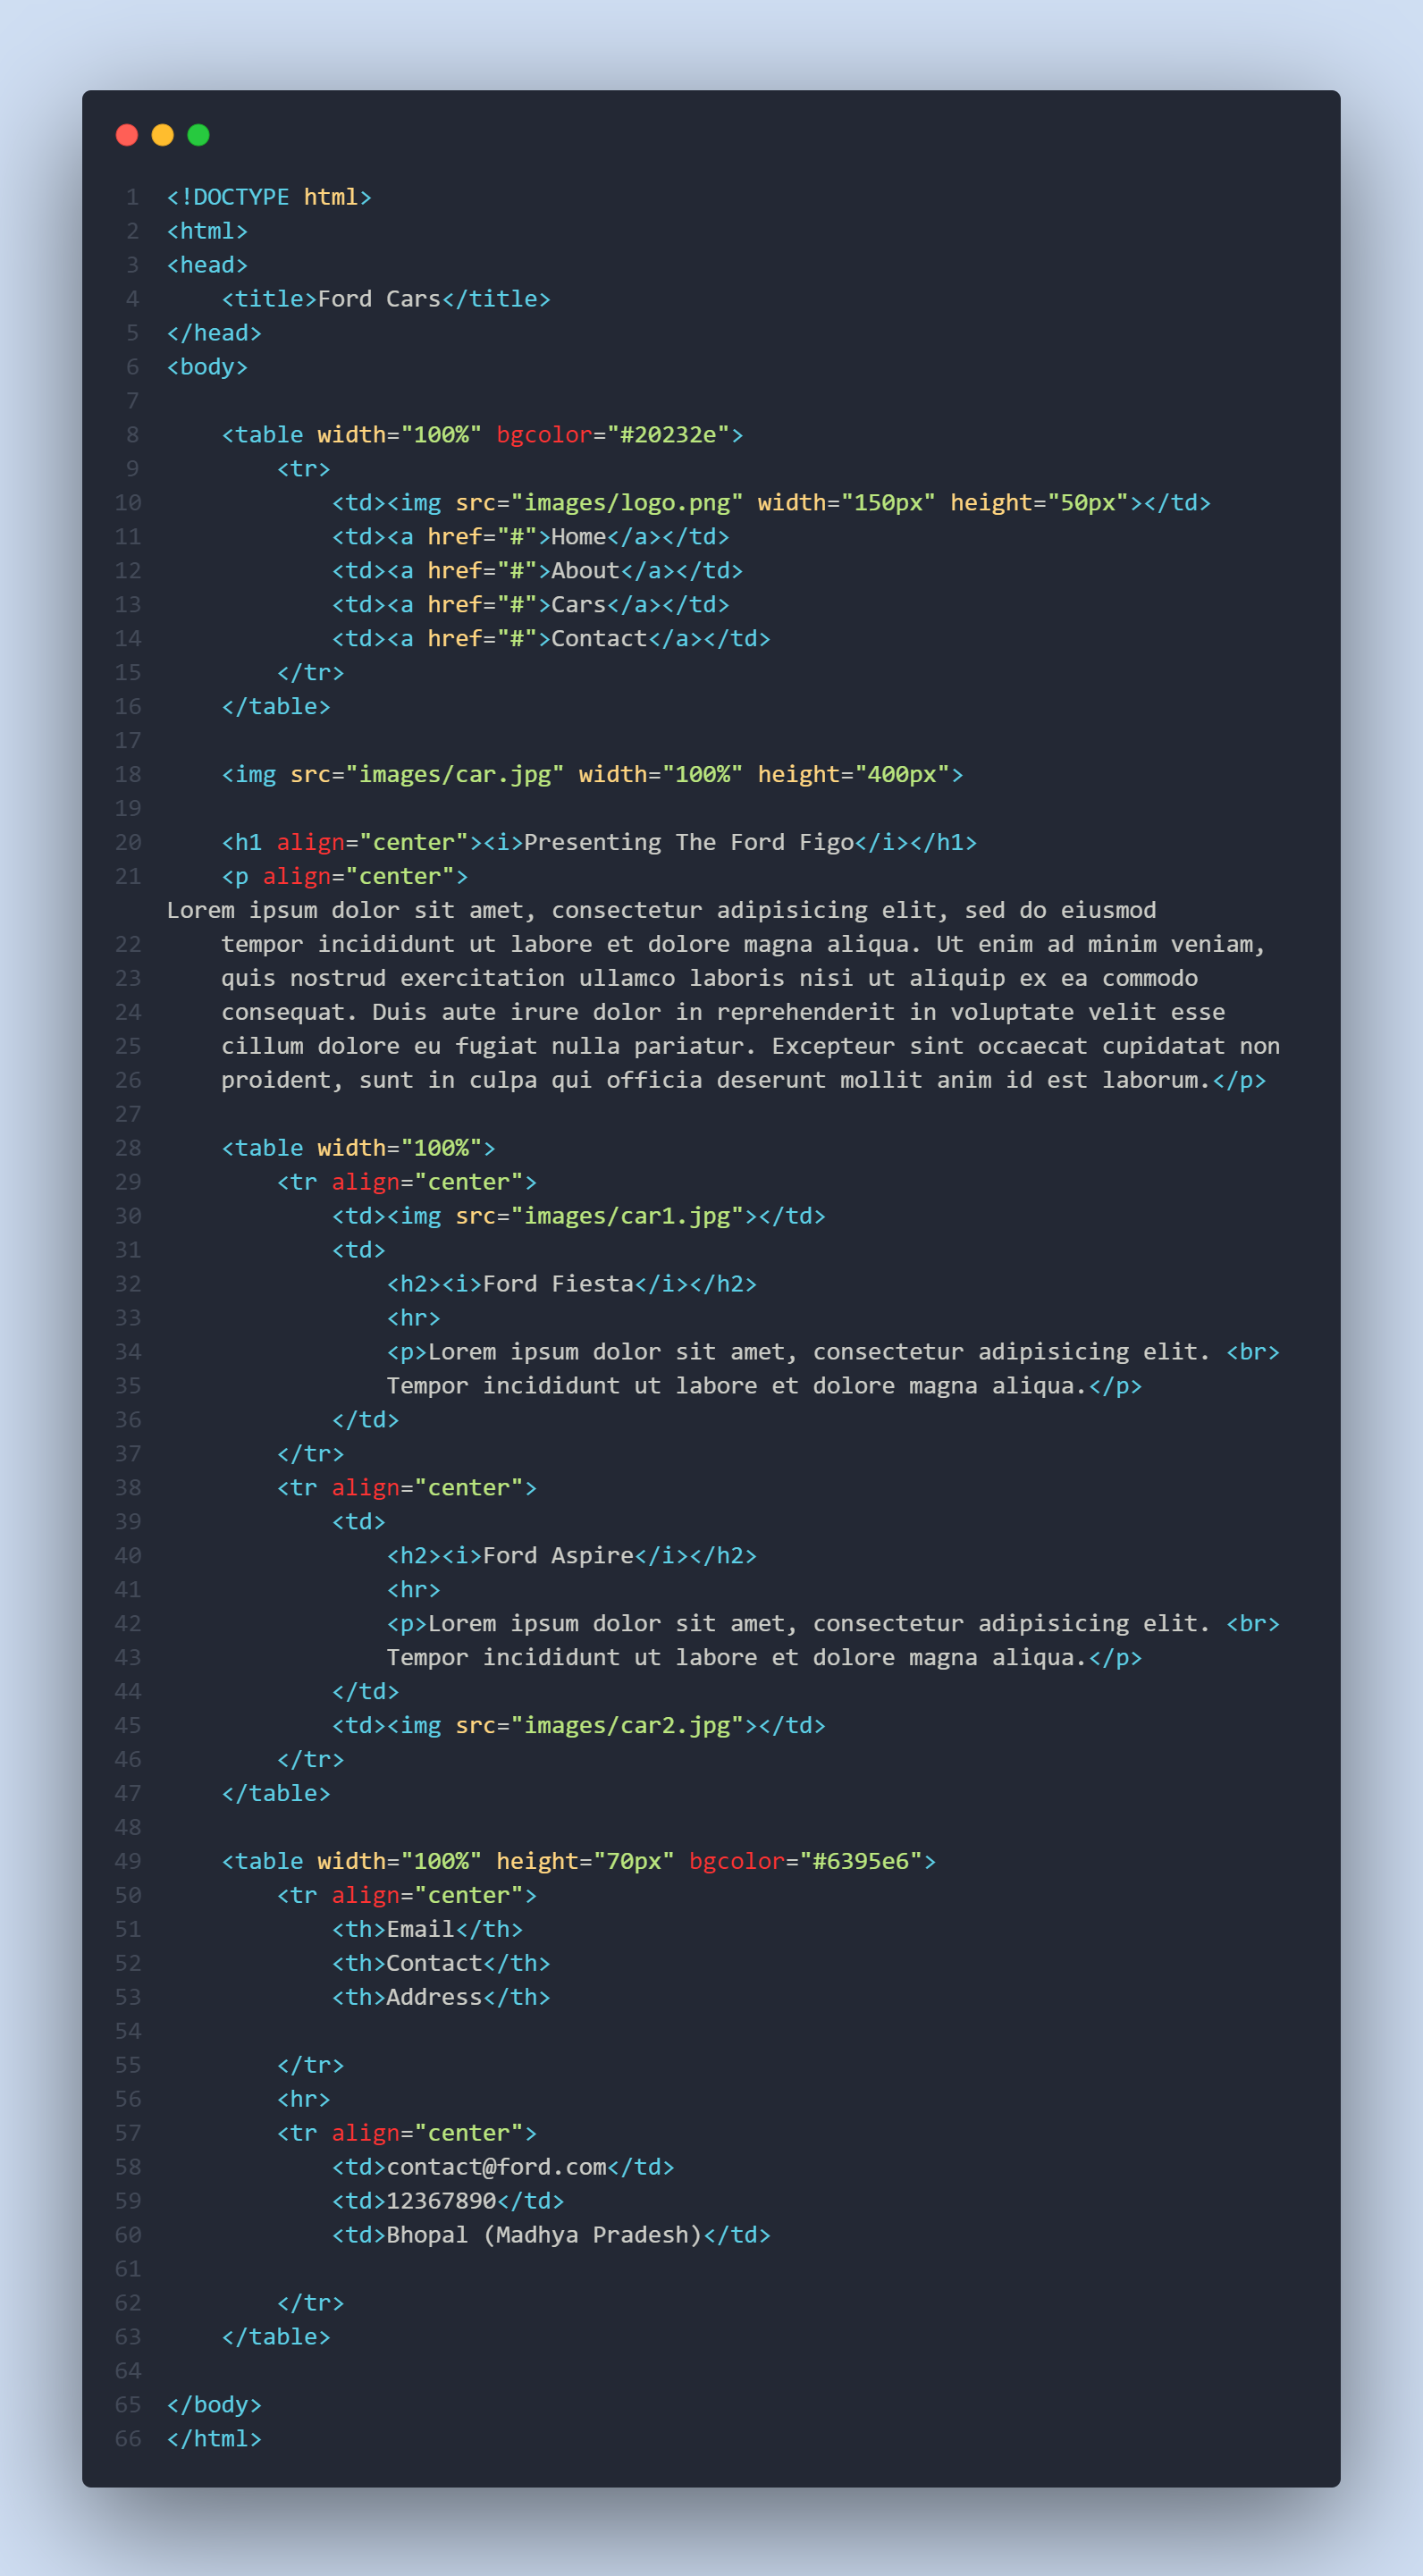 1 <!DOCTYPE html>
2 <html>
3 <head>
4     <title>Ford Cars</title>
5 </head>
6 <body>
7
8     <table width="100%" bgcolor="#20232e">
9         <tr>
10             <td><img src="images/logo.png" width="150px" height="50px"></td>
11             <td><a href="#">Home</a></td>
12             <td><a href="#">About</a></td>
13             <td><a href="#">Cars</a></td>
14             <td><a href="#">Contact</a></td>
15         </tr>
16     </table>
17
18     <img src="images/car.jpg" width="100%" height="400px">
19
20     <h1 align="center"><i>Presenting The Ford Figo</i></h1>
21     <p align="center">
Lorem ipsum dolor sit amet, consectetur adipisicing elit, sed do eiusmod
22     tempor incididunt ut labore et dolore magna aliqua. Ut enim ad minim veniam,
23     quis nostrud exercitation ullamco laboris nisi ut aliquip ex ea commodo
24     consequat. Duis aute irure dolor in reprehenderit in voluptate velit esse
25     cillum dolore eu fugiat nulla pariatur. Excepteur sint occaecat cupidatat non
26     proident, sunt in culpa qui officia deserunt mollit anim id est laborum.</p>
27
28     <table width="100%">
29         <tr align="center">
30             <td><img src="images/car1.jpg"></td>
31             <td>
32                 <h2><i>Ford Fiesta</i></h2>
33                 <hr>
34                 <p>Lorem ipsum dolor sit amet, consectetur adipisicing elit. <br>
35                 Tempor incididunt ut labore et dolore magna aliqua.</p>
36             </td>
37         </tr>
38         <tr align="center">
39             <td>
40                 <h2><i>Ford Aspire</i></h2>
41                 <hr>
42                 <p>Lorem ipsum dolor sit amet, consectetur adipisicing elit. <br>
43                 Tempor incididunt ut labore et dolore magna aliqua.</p>
44             </td>
45             <td><img src="images/car2.jpg"></td>
46         </tr>
47     </table>
48
49     <table width="100%" height="70px" bgcolor="#6395e6">
50         <tr align="center">
51             <th>Email</th>
52             <th>Contact</th>
53             <th>Address</th>
54
55         </tr>
56         <hr>
57         <tr align="center">
58             <td>contact@ford.com</td>
59             <td>12367890</td>
60             <td>Bhopal (Madhya Pradesh)</td>
61
62         </tr>
63     </table>
64
65 </body>
66 </html>